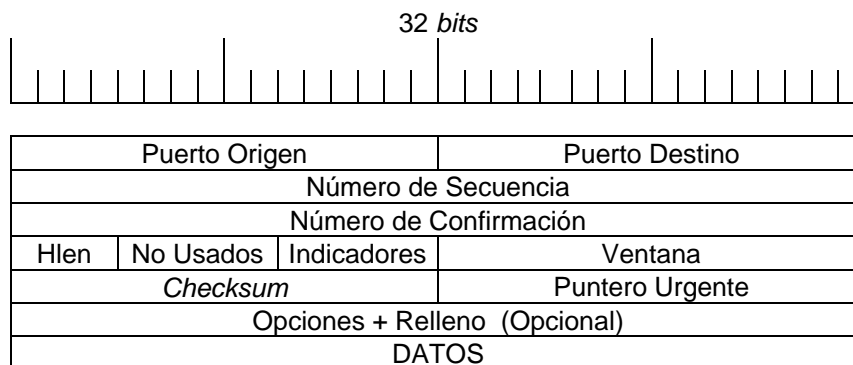 32 bits
Puerto Origen Puerto Destino
Número de Secuencia
Número de Confirmación
Hlen No Usados Indicadores Ventana
Checksum Puntero Urgente
Opciones + Relleno (Opcional)
DATOS